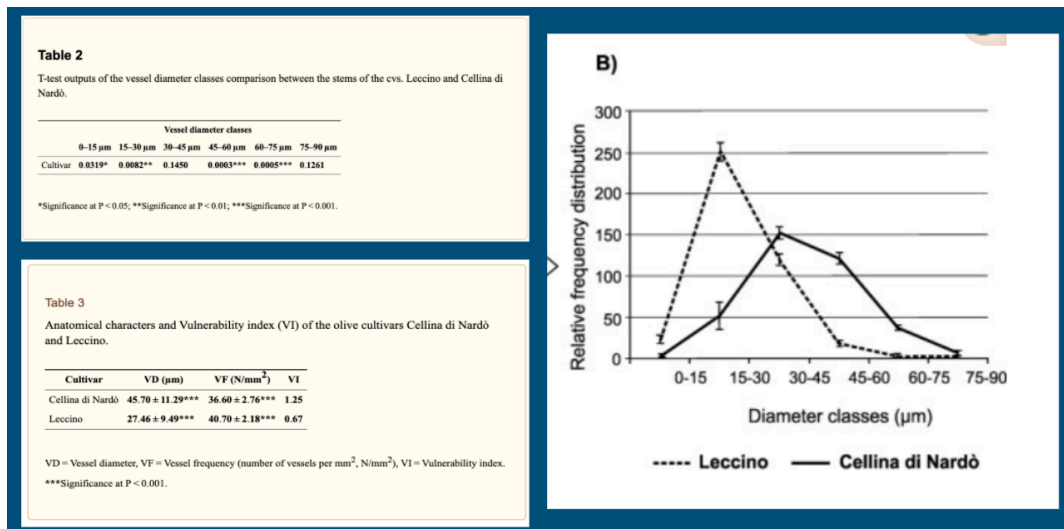 Table 2
T-test outputs of the vessel diameter classes comparison between the stems of the cvs. Leccino and Cellina di
Nardò.
Vessel diameter classes
0–15 μm 15–30 μm 30–45 μm 45–60 μm 60–75 μm 75–90 μm
Cultivar 0.0319* 0.0082** 0.1450 0.0003*** 0.0005*** 0.1261
*Significance at P < 0.05; **Significance at P < 0.01; ***Significance at P < 0.001.
Table 3
Anatomical characters and Vulnerability index (VI) of the olive cultivars Cellina di Nardò
and Leccino.
Cultivar VD (μm) VF (N/mm²) VI
Cellina di Nardò 45.70 ± 11.29*** 36.60 ± 2.76*** 1.25
Leccino 27.46 ± 9.49*** 40.70 ± 2.18*** 0.67
VD = Vessel diameter, VF = Vessel frequency (number of vessels per mm², N/mm²), VI = Vulnerability index.
***Significance at P < 0.001.
B)
Relative frequency distribution
300
250
200
150
100
50
0
0-15 15-30 30-45 45-60 60-75 75-90
Diameter classes (μm)
Leccino Cellina di Nardò